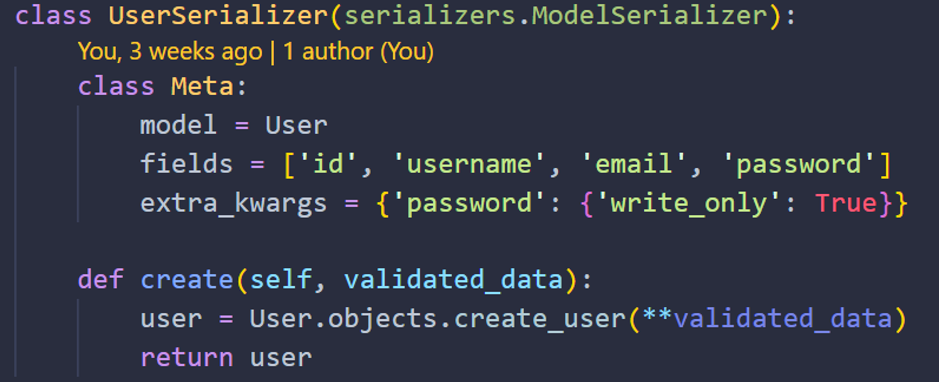 class UserSerializer(serializers.ModelSerializer):
You, 3 weeks ago | 1 author (You)
class Meta:
model = User
fields = ['id', 'username', 'email', 'password']
extra_kwargs = {'password': {'write_only': True}}
def create(self, validated_data):
user = User.objects.create_user(**validated_data)
return user